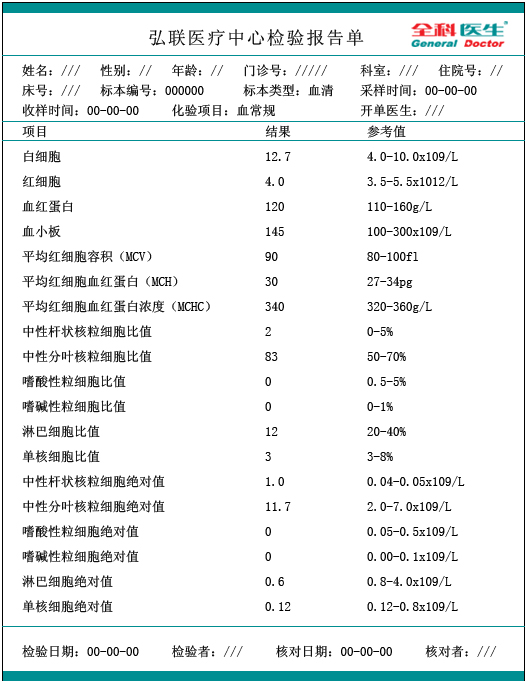 弘联医疗中心检验报告单
全科医生
General Doctor
姓名：/// 性别：// 年龄：// 门诊号：///// 科室：/// 住院号：//
床号：/// 标本编号：000000 标本类型：血清 采样时间：00-00-00
收样时间：00-00-00 化验项目：血常规 开单医生：///
项目 结果 参考值
白细胞 12.7 4.0-10.0x109/L
红细胞 4.0 3.5-5.5x1012/L
血红蛋白 120 110-160g/L
血小板 145 100-300x109/L
平均红细胞容积（MCV） 90 80-100fl
平均红细胞血红蛋白（MCH） 30 27-34pg
平均红细胞血红蛋白浓度（MCHC） 340 320-360g/L
中性杆状核粒细胞比值 2 0-5%
中性分叶核粒细胞比值 83 50-70%
嗜酸性粒细胞比值 0 0.5-5%
嗜碱性粒细胞比值 0 0-1%
淋巴细胞比值 12 20-40%
单核细胞比值 3 3-8%
中性杆状核粒细胞绝对值 1.0 0.04-0.05x109/L
中性分叶核粒细胞绝对值 11.7 2.0-7.0x109/L
嗜酸性粒细胞绝对值 0 0.05-0.5x109/L
嗜碱性粒细胞绝对值 0 0.00-0.1x109/L
淋巴细胞绝对值 0.6 0.8-4.0x109/L
单核细胞绝对值 0.12 0.12-0.8x109/L
检验日期：00-00-00 检验者：/// 核对日期：00-00-00 核对者：///